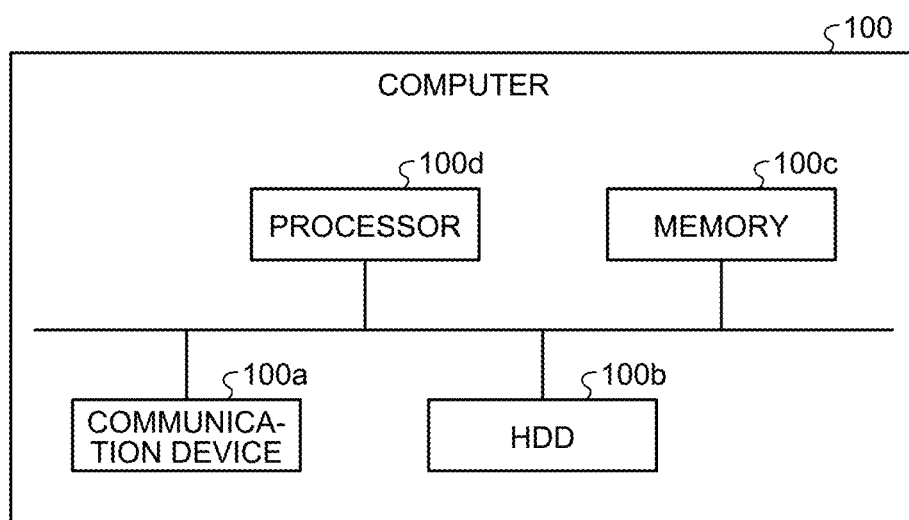 100
COMPUTER
100d
PROCESSOR
100c
MEMORY
100a
COMMUNICA-
TION DEVICE
100b
HDD